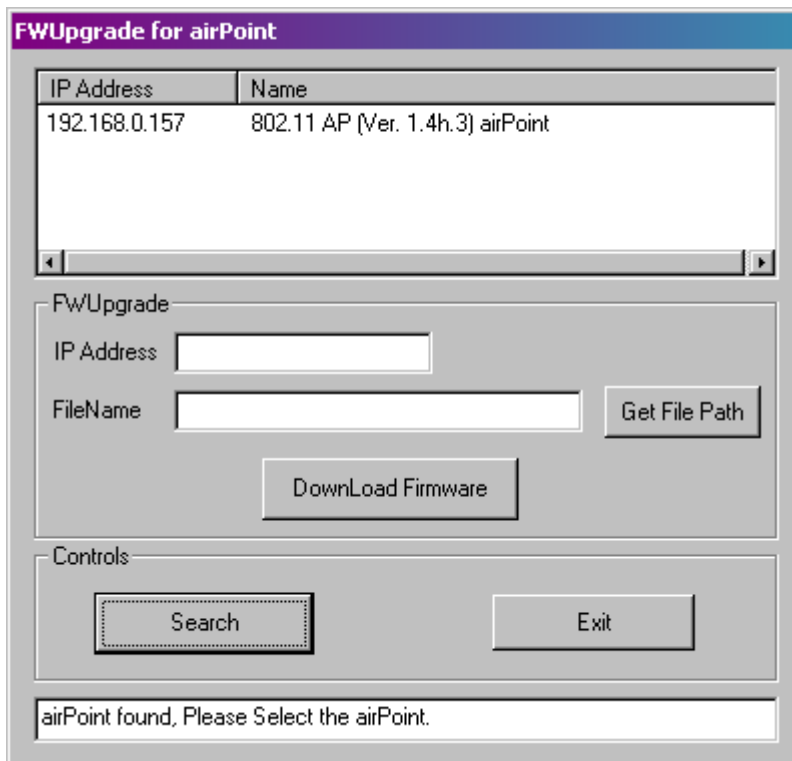 FWUpgrade for airPoint
IP Address Name
192.168.0.157 802.11 AP (Ver. 1.4h.3) airPoint
FWUpgrade
IP Address
FileName Get File Path
DownLoad Firmware
Controls
Search Exit
airPoint found, Please Select the airPoint.